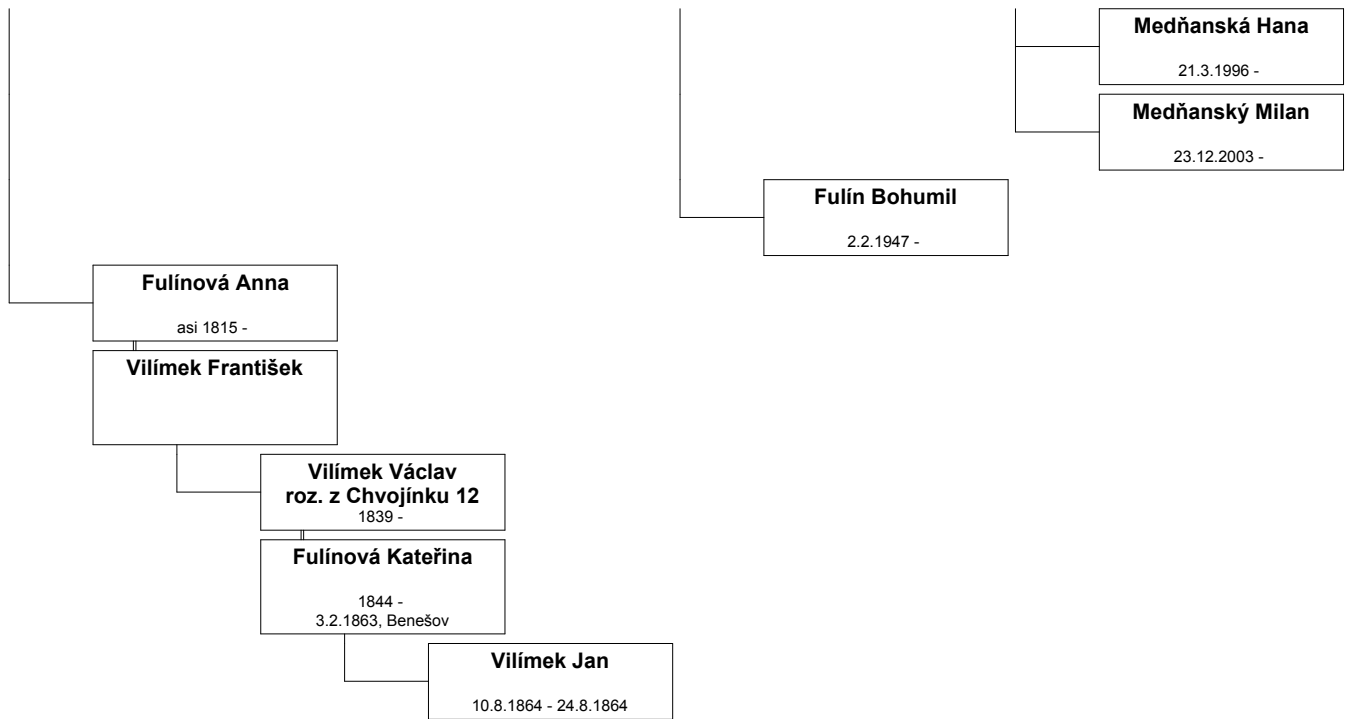 Medňanská Hana
21.3.1996 -
Medňanský Milan
23.12.2003 -
Fulín Bohumil
2.2.1947 -
Fulínová Anna
asi 1815 -
Vilímek František
Vilímek Václav
roz. z Chvojínku 12
1839 -
Fulínová Kateřina
1844 -
3.2.1863, Benešov
Vilímek Jan
10.8.1864 - 24.8.1864